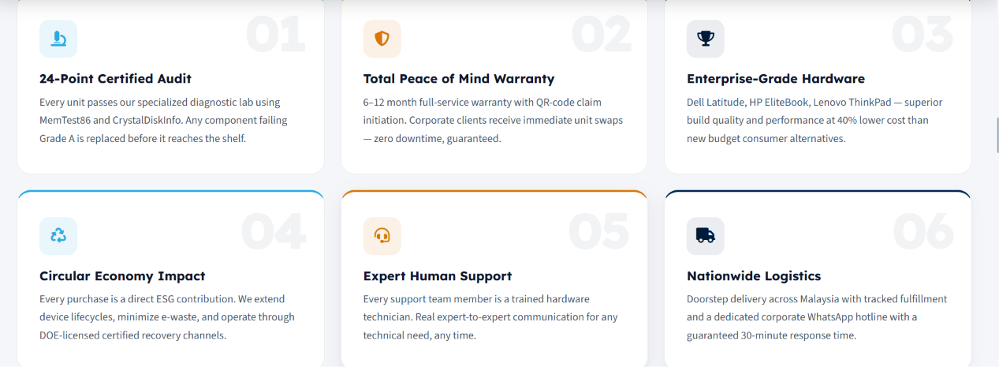 01
24-Point Certified Audit
Every unit passes our specialized diagnostic lab using
MemTest86 and CrystalDiskInfo. Any component failing
Grade A is replaced before it reaches the shelf.
02
Total Peace of Mind Warranty
6–12 month full-service warranty with QR-code claim
initiation. Corporate clients receive immediate unit swaps
— zero downtime, guaranteed.
03
Enterprise-Grade Hardware
Dell Latitude, HP EliteBook, Lenovo ThinkPad — superior
build quality and performance at 40% lower cost than
new budget consumer alternatives.
04
Circular Economy Impact
Every purchase is a direct ESG contribution. We extend
device lifecycles, minimize e-waste, and operate through
DOE-licensed certified recovery channels.
05
Expert Human Support
Every support team member is a trained hardware
technician. Real expert-to-expert communication for any
technical need, any time.
06
Nationwide Logistics
Doorstep delivery across Malaysia with tracked fulfillment
and a dedicated corporate WhatsApp hotline with a
guaranteed 30-minute response time.